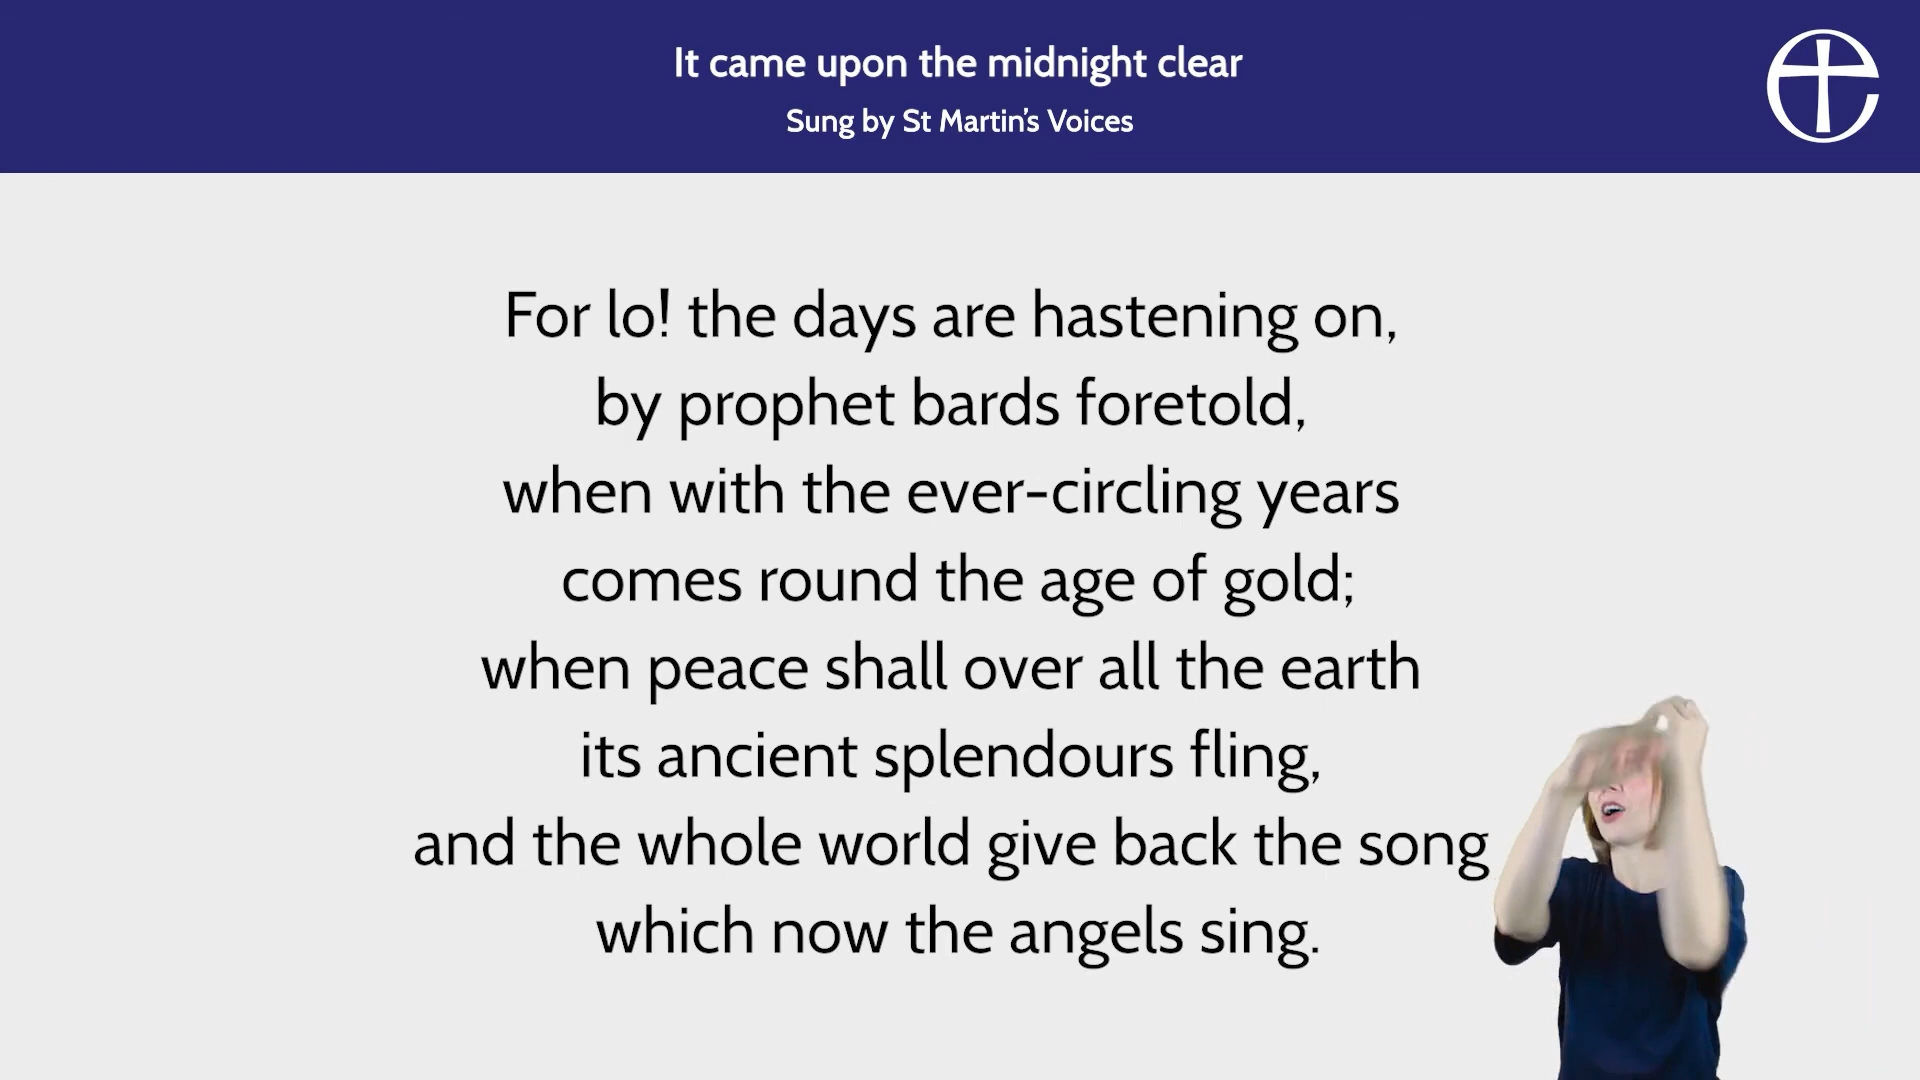 It came upon the midnight clear
Sung by St Martin's Voices
For lo! the days are hastening on,
by prophet bards foretold,
when with the ever-circling years
comes round the age of gold;
when peace shall over all the earth
its ancient splendours fling,
and the whole world give back the song
which now the angels sing.